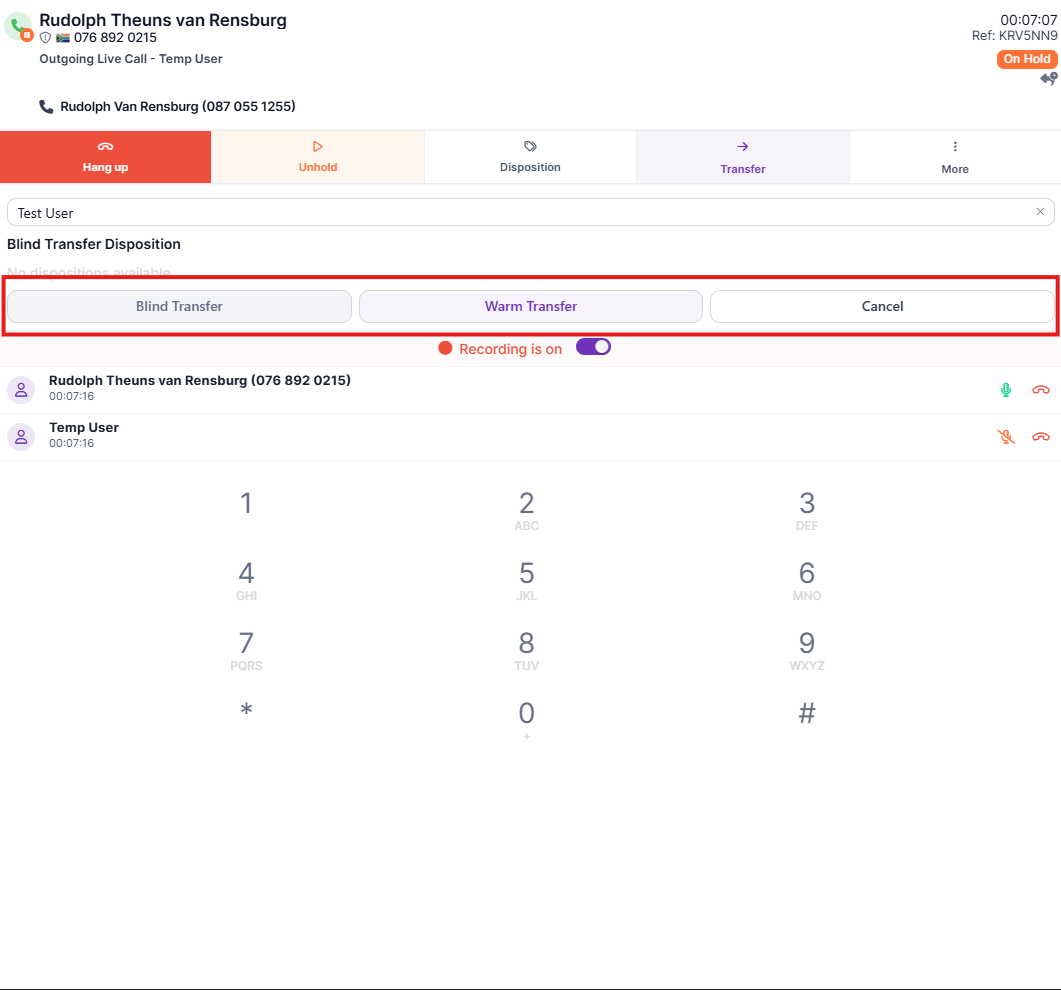 Rudolph Theuns van Rensburg
00:07:07
076 892 0215
Ref: KRV5NN9
Outgoing Live Call - Temp User
On Hold
Rudolph Van Rensburg (087 055 1255)
Hang up
Unhold
Disposition
Transfer
More
Test User
Blind Transfer Disposition
No dispositions available
Blind Transfer
Warm Transfer
Cancel
Recording is on
Rudolph Theuns van Rensburg (076 892 0215)
00:07:16
Temp User
00:07:16
1
2
3
ABC
DEF
4
5
6
GHI
JKL
MNO
7
8
9
PQRS
TUV
WXYZ
*
0
#
+